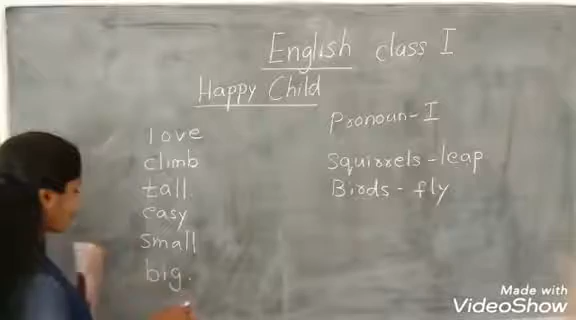 English class I
Happy Child
love
climb
tall.
easy
small
big.
Pronoun - I
Squirrels - leap
Birds - fly
Made with
VideoShow